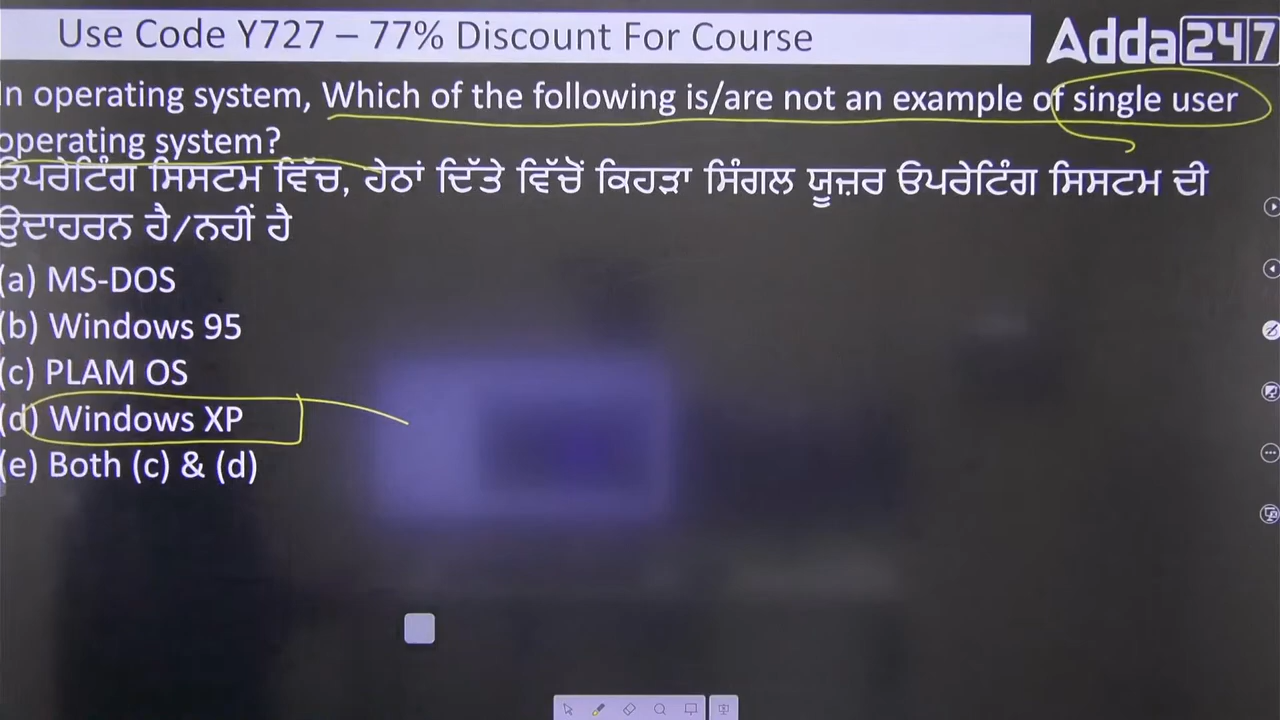 Use Code Y727 – 77% Discount For Course
Adda247
In operating system, Which of the following is/are not an example of single user
operating system?
ਓਪਰੇਟਿੰਗ ਸਿਸਟਮ ਵਿੱਚ, ਹੇਠਾਂ ਦਿੱਤੇ ਵਿੱਚੋਂ ਕਿਹੜਾ ਸਿੰਗਲ ਯੂਜ਼ਰ ਓਪਰੇਟਿੰਗ ਸਿਸਟਮ ਦੀ
ਉਦਾਹਰਨ ਹੈ/ਨਹੀਂ ਹੈ
(a) MS-DOS
(b) Windows 95
(c) PLAM OS
(d) Windows XP
(e) Both (c) & (d)